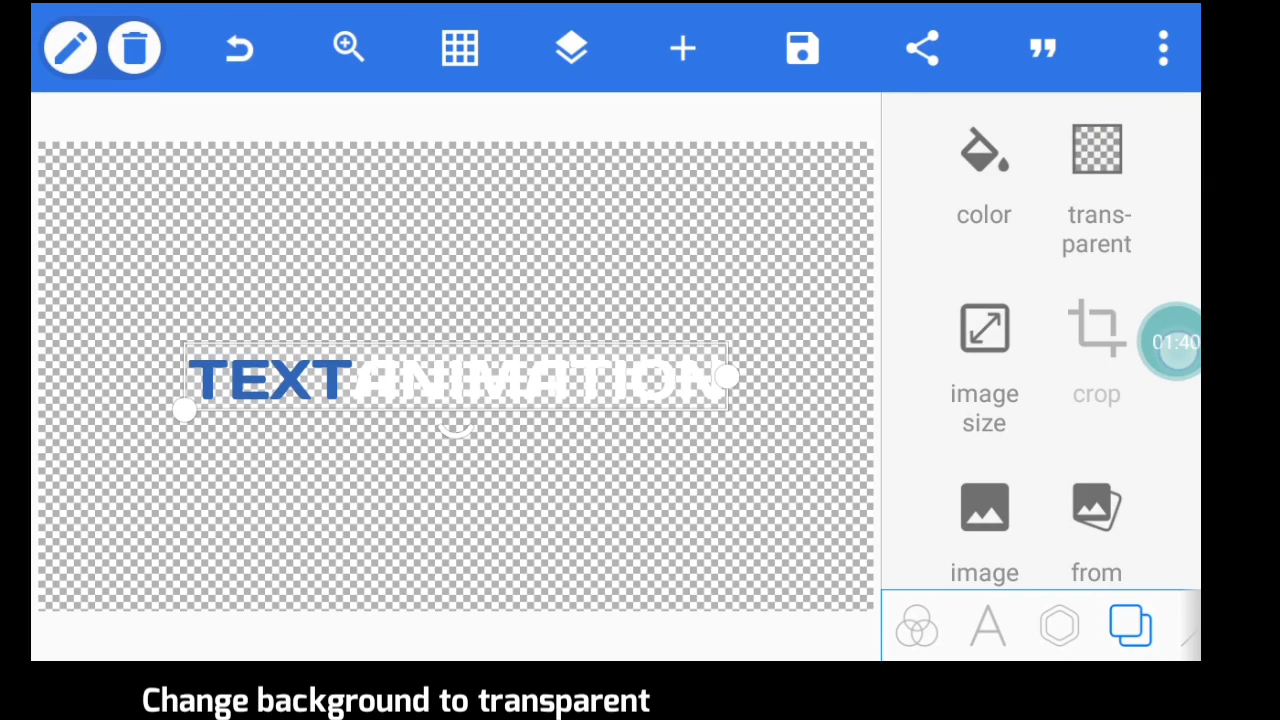 color
trans-
parent
TEXTANIMATION
01:40
image
size
crop
image
from
Change background to transparent